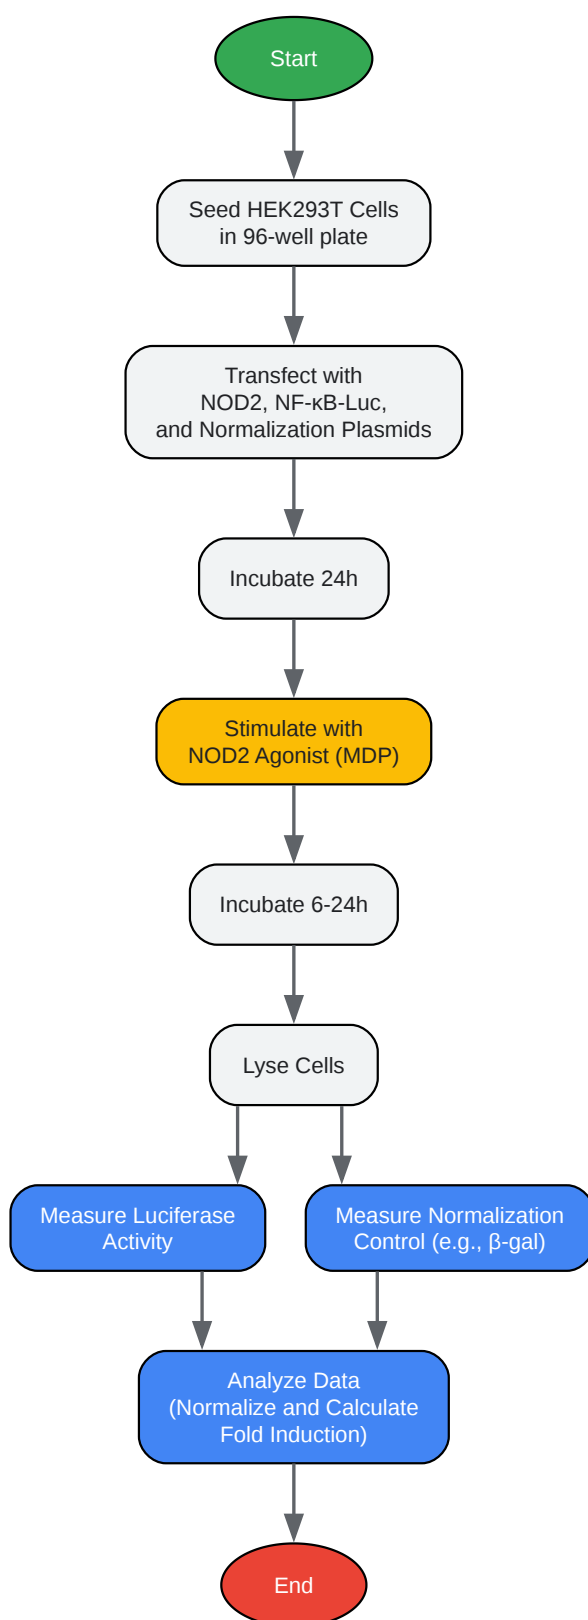 Start
Seed HEK293T Cells
in 96-well plate
Transfect with
NOD2, NF-κB-Luc,
and Normalization Plasmids
Incubate 24h
Stimulate with
NOD2 Agonist (MDP)
Incubate 6-24h
Lyse Cells
Measure Luciferase
Activity
Measure Normalization
Control (e.g., β-gal)
Analyze Data
(Normalize and Calculate
Fold Induction)
End